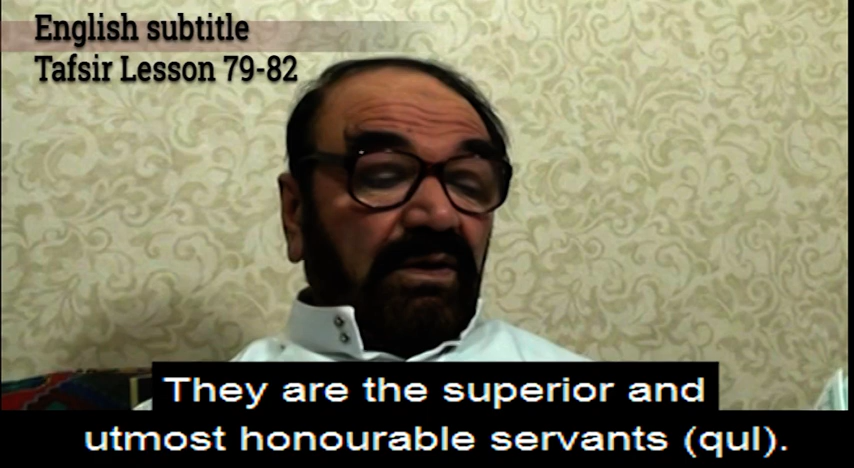 English subtitle
Tafsir Lesson 79-82
They are the superior and
utmost honourable servants (qul).